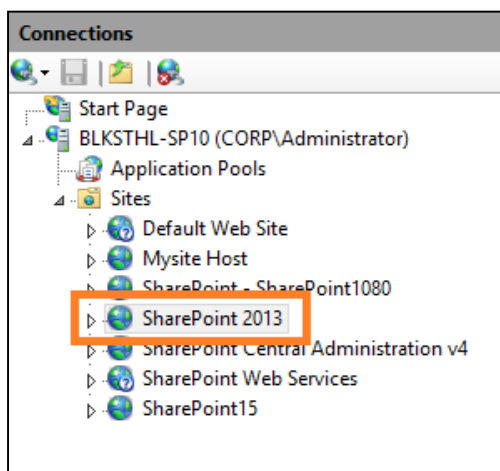 Connections
Start Page
BLKSTHL-SP10 (CORP\Administrator)
Application Pools
Sites
Default Web Site
Mysite Host
SharePoint - SharePoint1080
SharePoint 2013
SharePoint Central Administration v4
SharePoint Web Services
SharePoint15